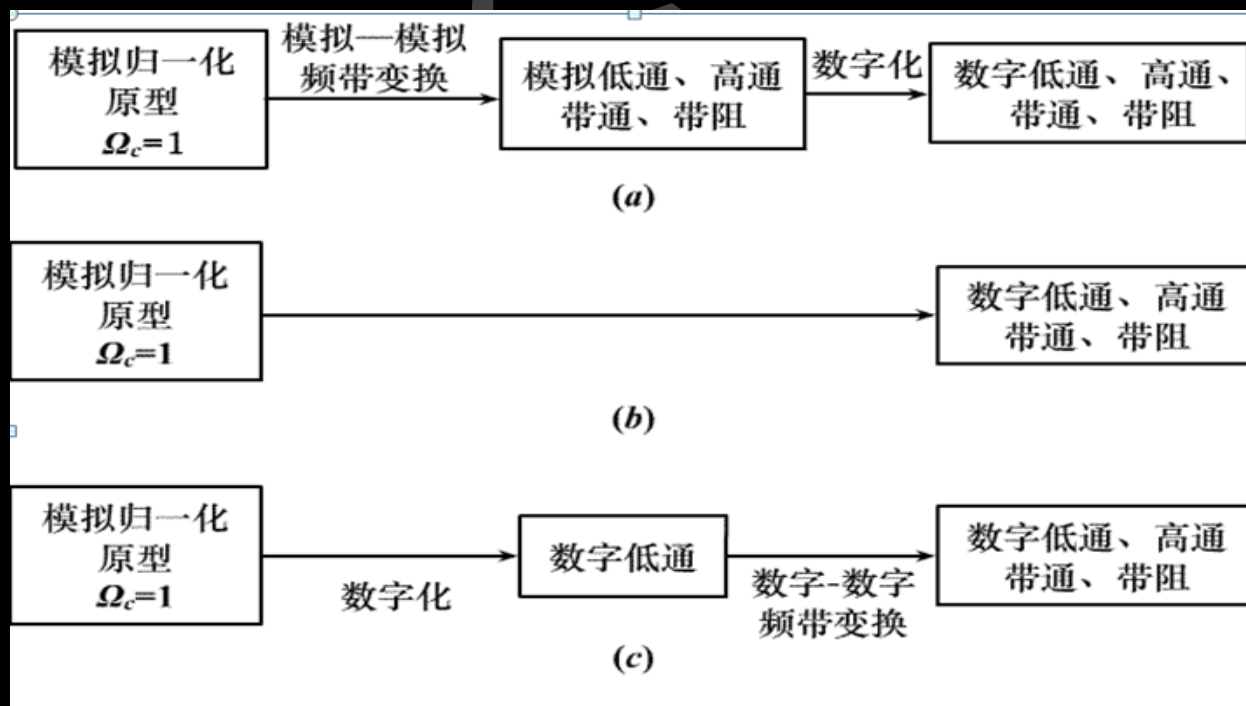 模拟归一化
原型
Ωc=1
模拟—模拟
频带变换
模拟低通、高通
带通、带阻
数字化
数字低通、高通、
带通、带阻
(a)
模拟归一化
原型
Ωc=1
数字低通、高通
带通、带阻
(b)
模拟归一化
原型
Ωc=1
数字化
数字低通
数字-数字
频带变换
数字低通、高通
带通、带阻
(c)